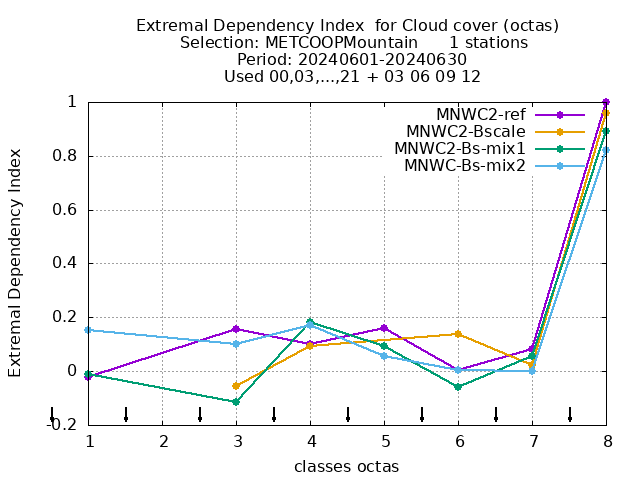 Extremal Dependency Index  for Cloud cover (octas)
Selection: METCOOPMountain      1 stations
Period: 20240601-20240630
Used 00,03,...,21 + 03 06 09 12
MNWC2-ref
MNWC2-Bscale
MNWC2-Bs-mix1
MNWC-Bs-mix2
Extremal Dependency Index
1
0.8
0.6
0.4
0.2
0
-0.2
1 2 3 4 5 6 7 8
classes octas